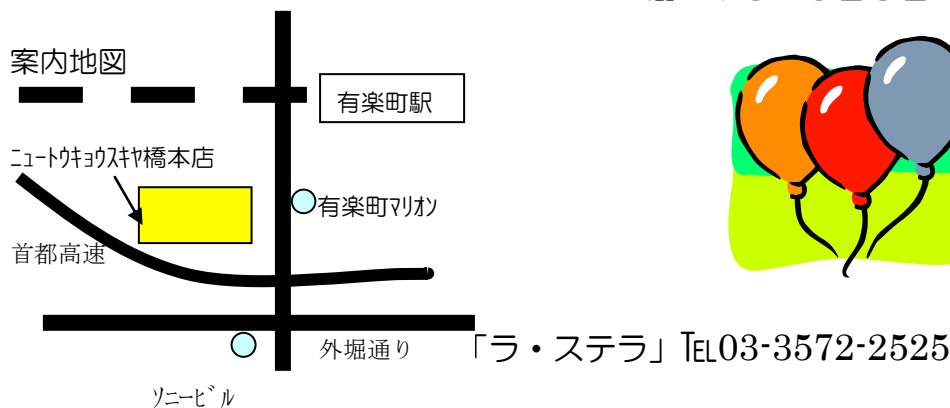 案内地図
有楽町駅
ﾆｭｰﾄｳｷｮｳｽｷﾔ橋本店
有楽町ﾏﾘｵﾝ
首都高速
外堀通り
「ラ・ステラ」℡03-3572-2525
ｿﾆｰﾋﾞﾙ